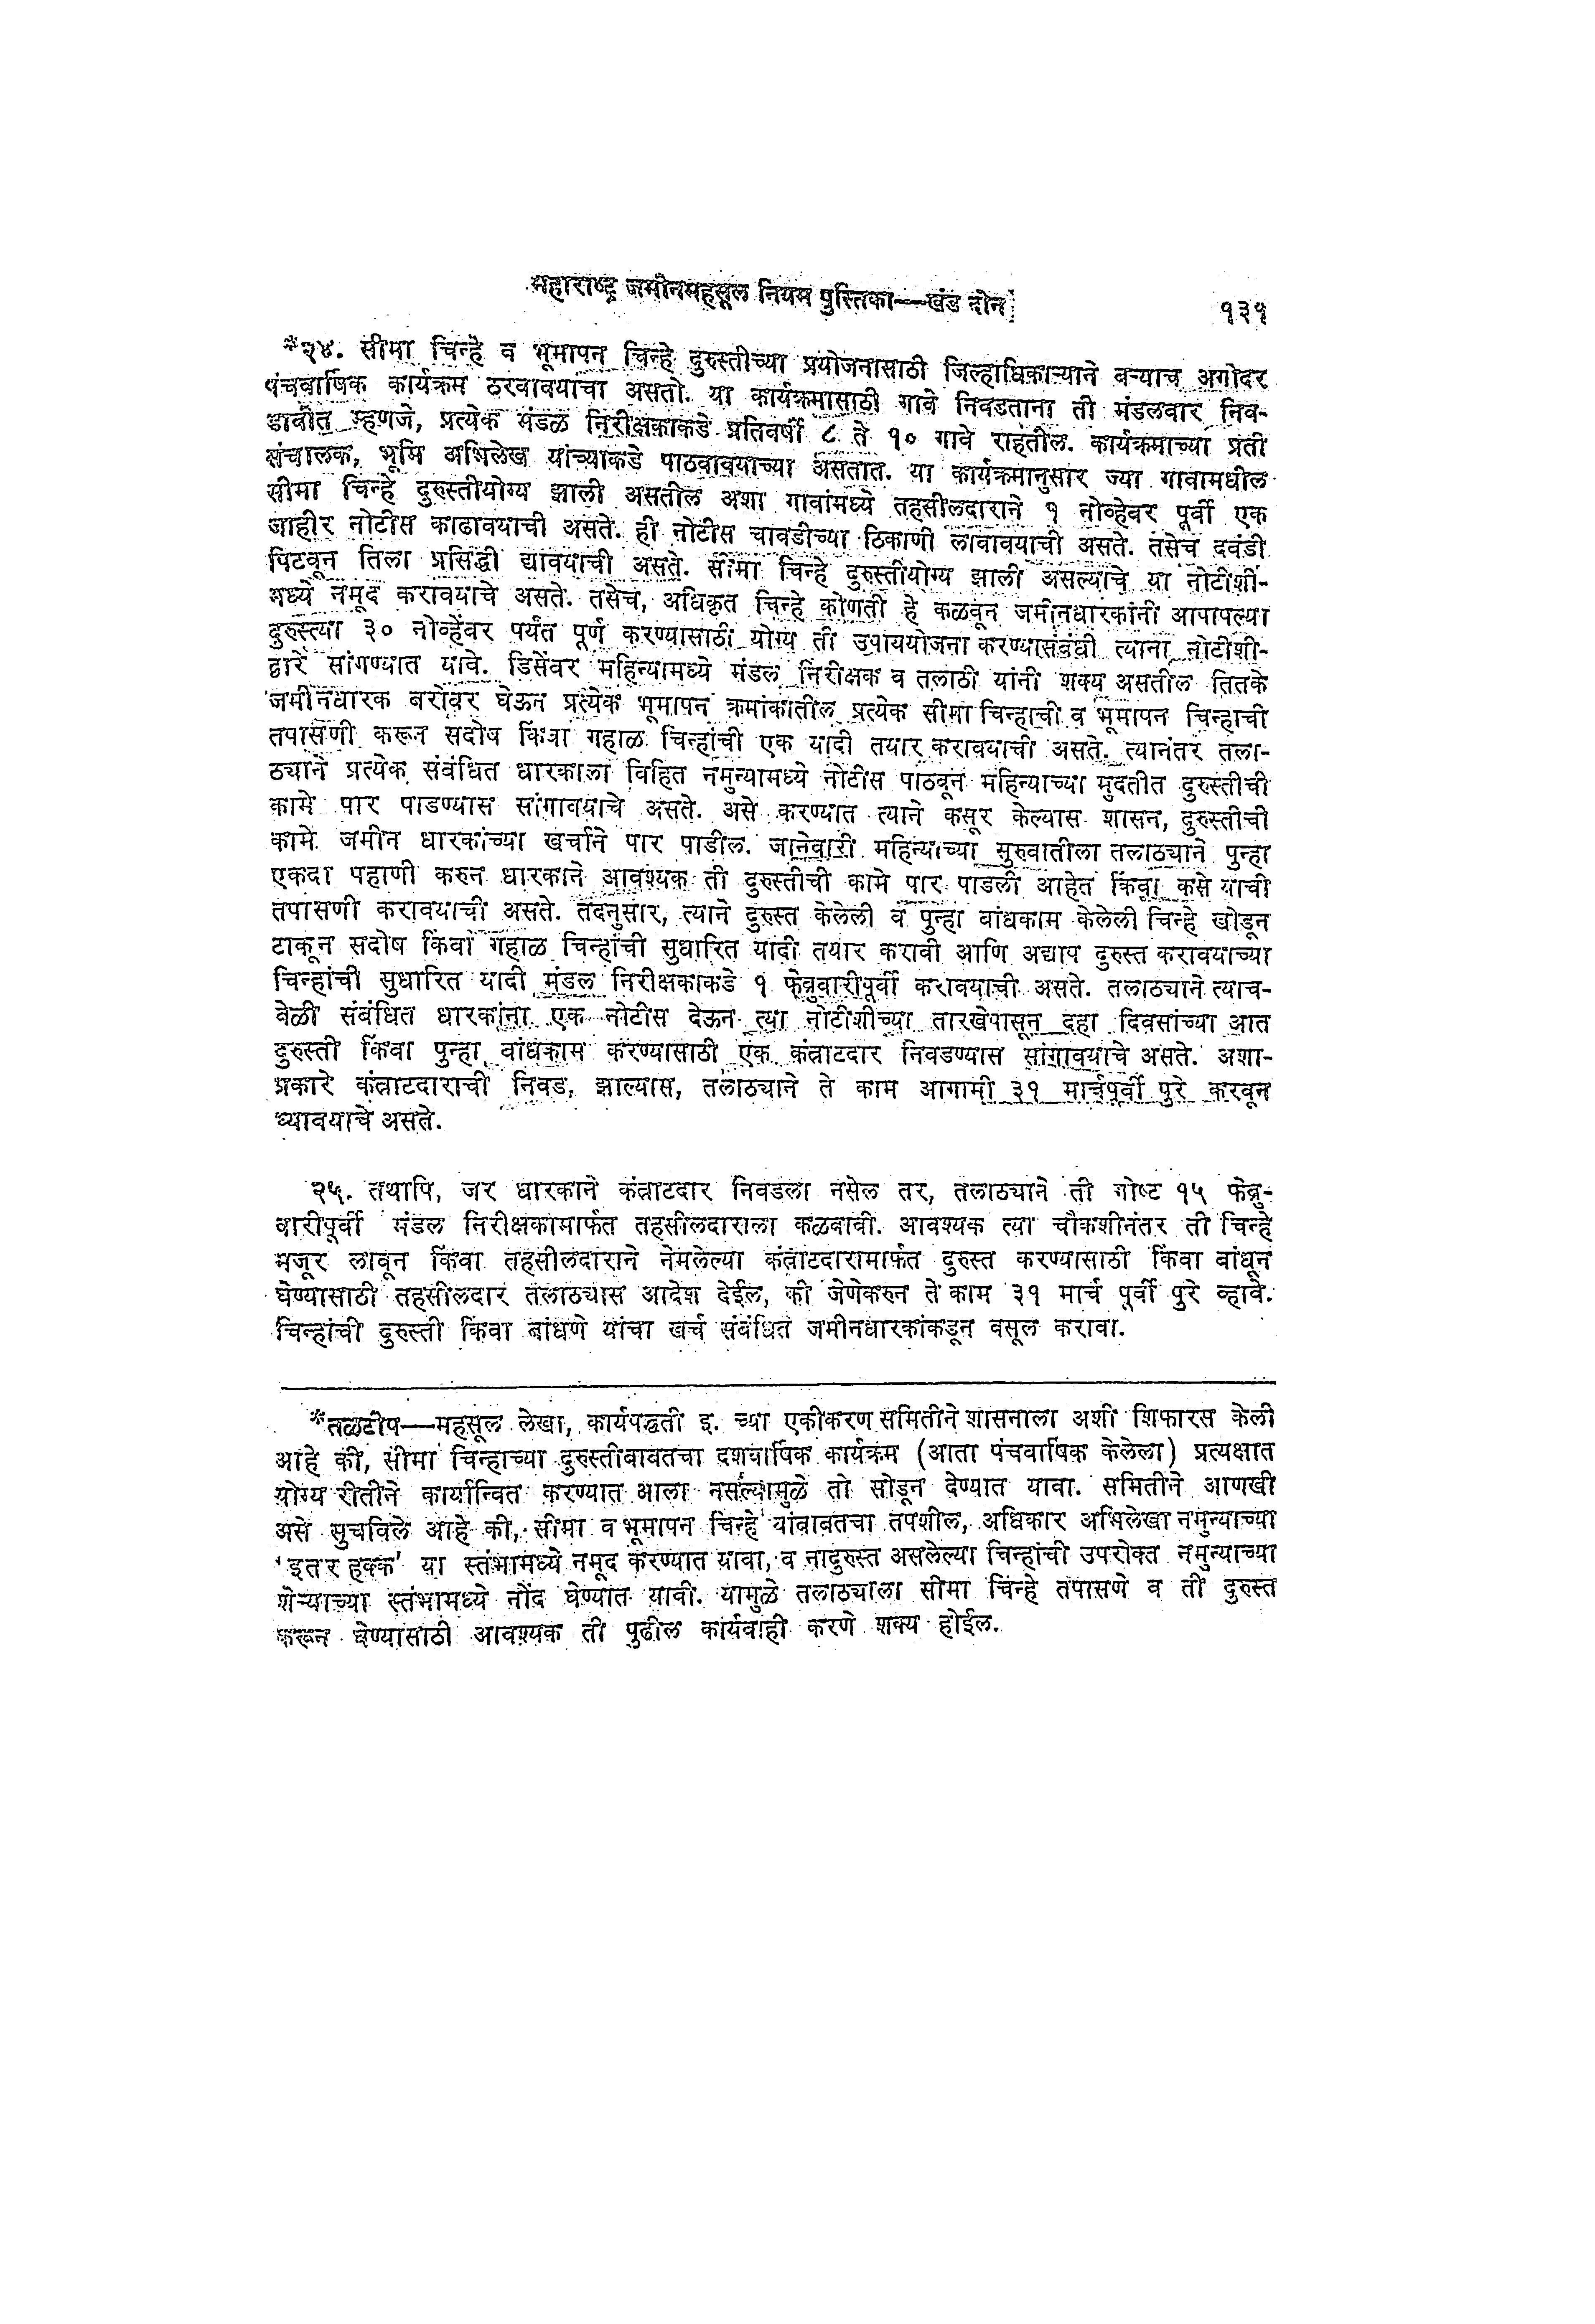 महाराष्ट्र जमीनमहसूल नियम पुस्तिका—खंड दोन
१३१
*२४. सीमा चिन्हे व भूमापन चिन्हे दुरुस्तीच्या प्रयोजनासाठी जिल्हाधिकाऱ्याने बऱ्याच अगोदर
पंचवार्षिक कार्यक्रम ठरवावयाचा असतो. या कार्यक्रमासाठी गावे निवडताना ती मंडलवार निव-
डावीत म्हणजे, प्रत्येक मंडळ निरीक्षकाकडे प्रतिवर्षी ८ ते १० गावे राहतील. कार्यक्रमाच्या प्रती
संचालक, भूमि अभिलेख यांच्याकडे पाठवावयाच्या असतात. या कार्यक्रमानुसार ज्या गावामधील
सीमा चिन्हे दुरुस्तीयोग्य झाली असतील अशा गावांमध्ये तहसीलदाराने १ नोव्हेंबर पूर्वी एक
जाहीर नोटीस काढावयाची असते. ही नोटीस चावडीच्या ठिकाणी लावावयाची असते. तसेच दवंडी
पिटवून तिला प्रसिद्धी द्यावयाची असते. सीमा चिन्हे दुरुस्तीयोग्य झाली असल्याचे या नोटीशी-
मध्ये नमूद करावयाचे असते. तसेच, अधिकृत चिन्हे कोणती हे कळवून जमीनधारकांनी आपापल्या
दुरुस्त्या ३० नोव्हेंबर पर्यंत पूर्ण करण्यासाठी योग्य ती उपाययोजना करण्यासंबंधी त्याना नोटीशी-
द्वारे सांगण्यात यावे. डिसेंबर महिन्यामध्ये मंडल निरीक्षक व तलाठी यांनी शक्य असतील तितके
जमीनधारक बरोबर घेऊन प्रत्येक भूमापन क्रमांकातील प्रत्येक सीमा चिन्हाची व भूमापन चिन्हाची
तपासणी करून सदोष किंवा गहाळ चिन्हांची एक यादी तयार करावयाची असते. त्यानंतर तला-
ठ्याने प्रत्येक संबंधित धारकाला विहित नमुन्यामध्ये नोटीस पाठवून महिन्याच्या मुदतीत दुरुस्तीची
कामे पार पाडण्यास सांगावयाचे असते. असे करण्यात त्याने कसूर केल्यास शासन, दुरुस्तीची
कामे जमीन धारकांच्या खर्चाने पार पाडील. जानेवारी महिन्याच्या सुरुवातीला तलाठ्याने पुन्हा
एकदा पहाणी करुन धारकाने आवश्यक ती दुरुस्तीची कामे पार पाडली आहेत किंवा कसे याची
तपासणी करावयाची असते. तदनुसार, त्याने दुरुस्त केलेली व पुन्हा बांधकाम केलेली चिन्हे खोडून
टाकून सदोष किंवा गहाळ चिन्हांची सुधारित यादी तयार करावी आणि अद्याप दुरुस्त करावयाच्या
चिन्हांची सुधारित यादी मंडल निरीक्षकाकडे १ फेब्रुवारीपूर्वी करावयाची असते. तलाठ्याने त्याच-
वेळी संबंधित धारकांना एक नोटीस देऊन त्या नोटीशीच्या तारखेपासून दहा दिवसांच्या आत
दुरुस्ती किंवा पुन्हा बांधकाम करण्यासाठी एक कंत्राटदार निवडण्यास सांगावयाचे असते. अशा-
प्रकारे कंत्राटदाराची निवड झाल्यास, तलाठ्याने ते काम आगामी ३१ मार्चपूर्वी पुरे करवून
घ्यावयाचे असते.
२५. तथापि, जर धारकाने कंत्राटदार निवडला नसेल तर, तलाठ्याने ती गोष्ट १५ फेब्रु-
वारीपूर्वी मंडल निरीक्षकामार्फत तहसीलदाराला कळवावी. आवश्यक त्या चौकशीनंतर ती चिन्हे
मजूर लावून किंवा तहसीलदाराने नेमलेल्या कंत्राटदारामार्फत दुरुस्त करण्यासाठी किंवा बांधून
घेण्यासाठी तहसीलदार तलाठ्यास आदेश देईल, की जेणेकरुन ते काम ३१ मार्च पूर्वी पुरे व्हावे.
चिन्हांची दुरुस्ती किंवा बांधणे यांचा खर्च संबंधित जमीनधारकांकडून वसूल करावा.
*तळटीप—महसूल लेखा, कार्यपद्धती इ. च्या एकीकरण समितीने शासनाला अशी शिफारस केली
आहे की, सीमा चिन्हाच्या दुरुस्तीबाबतचा दशवार्षिक कार्यक्रम (आता पंचवार्षिक केलेला) प्रत्यक्षात
योग्य रीतीने कार्यान्वित करण्यात आला नसल्यामुळे तो सोडून देण्यात यावा. समितीने आणखी
असे सुचविले आहे की, सीमा व भूमापन चिन्हे यांबाबतचा तपशील, अधिकार अभिलेखा नमुन्याच्या
'इतर हक्क' या स्तंभामध्ये नमूद करण्यात यावा, व नादुरुस्त असलेल्या चिन्हांची उपरोक्त नमुन्याच्या
शेऱ्याच्या स्तंभामध्ये नोंद घेण्यात यावी. यामुळे तलाठ्याला सीमा चिन्हे तपासणे व ती दुरुस्त
करून घेण्यासाठी आवश्यक ती पुढील कार्यवाही करणे शक्य होईल.